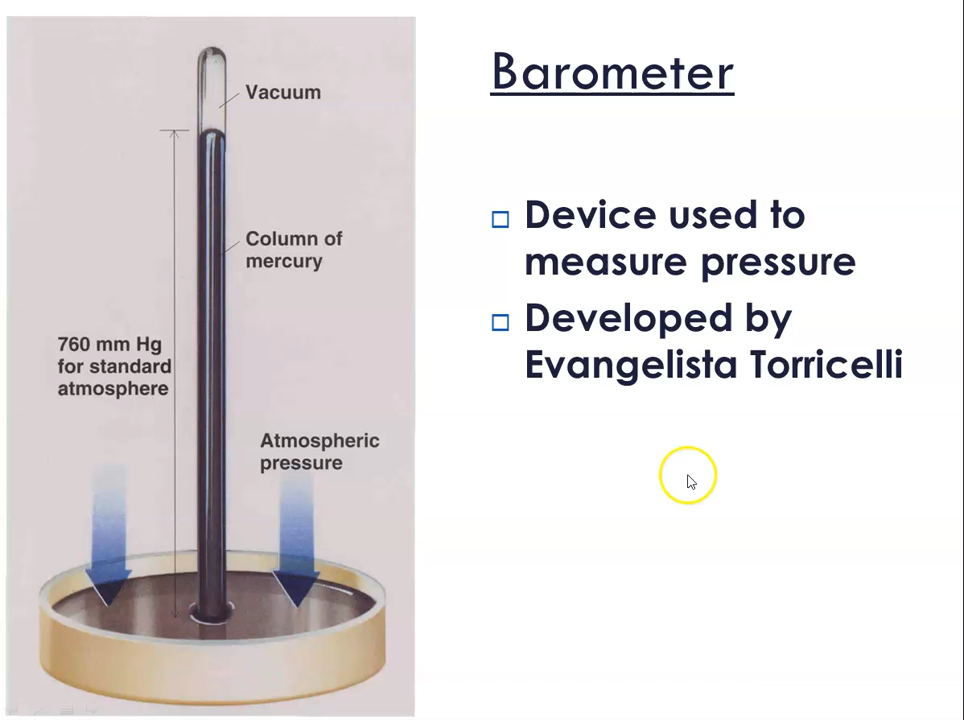 Vacuum
Column of
mercury
760 mm Hg
for standard
atmosphere
Atmospheric
pressure
Barometer
Device used to
measure pressure
Developed by
Evangelista Torricelli